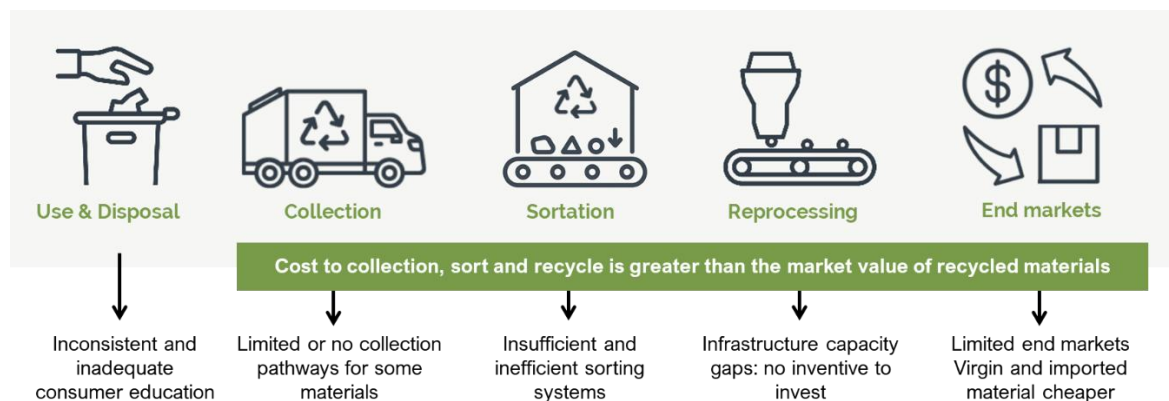 Use & Disposal
Collection
Sortation
Reprocessing
End markets
Cost to collection, sort and recycle is greater than the market value of recycled materials
Inconsistent and
inadequate
consumer education
Limited or no collection
pathways for some
materials
Insufficient and
inefficient sorting
systems
Infrastructure capacity
gaps: no inventive to
invest
Limited end markets
Virgin and imported
material cheaper